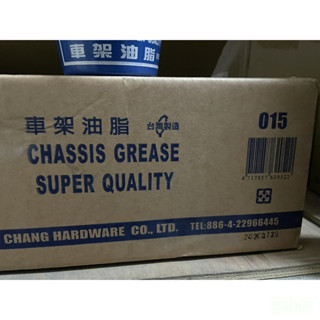 車架油脂
車架油脂
台灣製造
015
CHASSIS GREASE
SUPER QUALITY
CHANG HARDWARE CO., LTD.
TEL:886-4-22966445